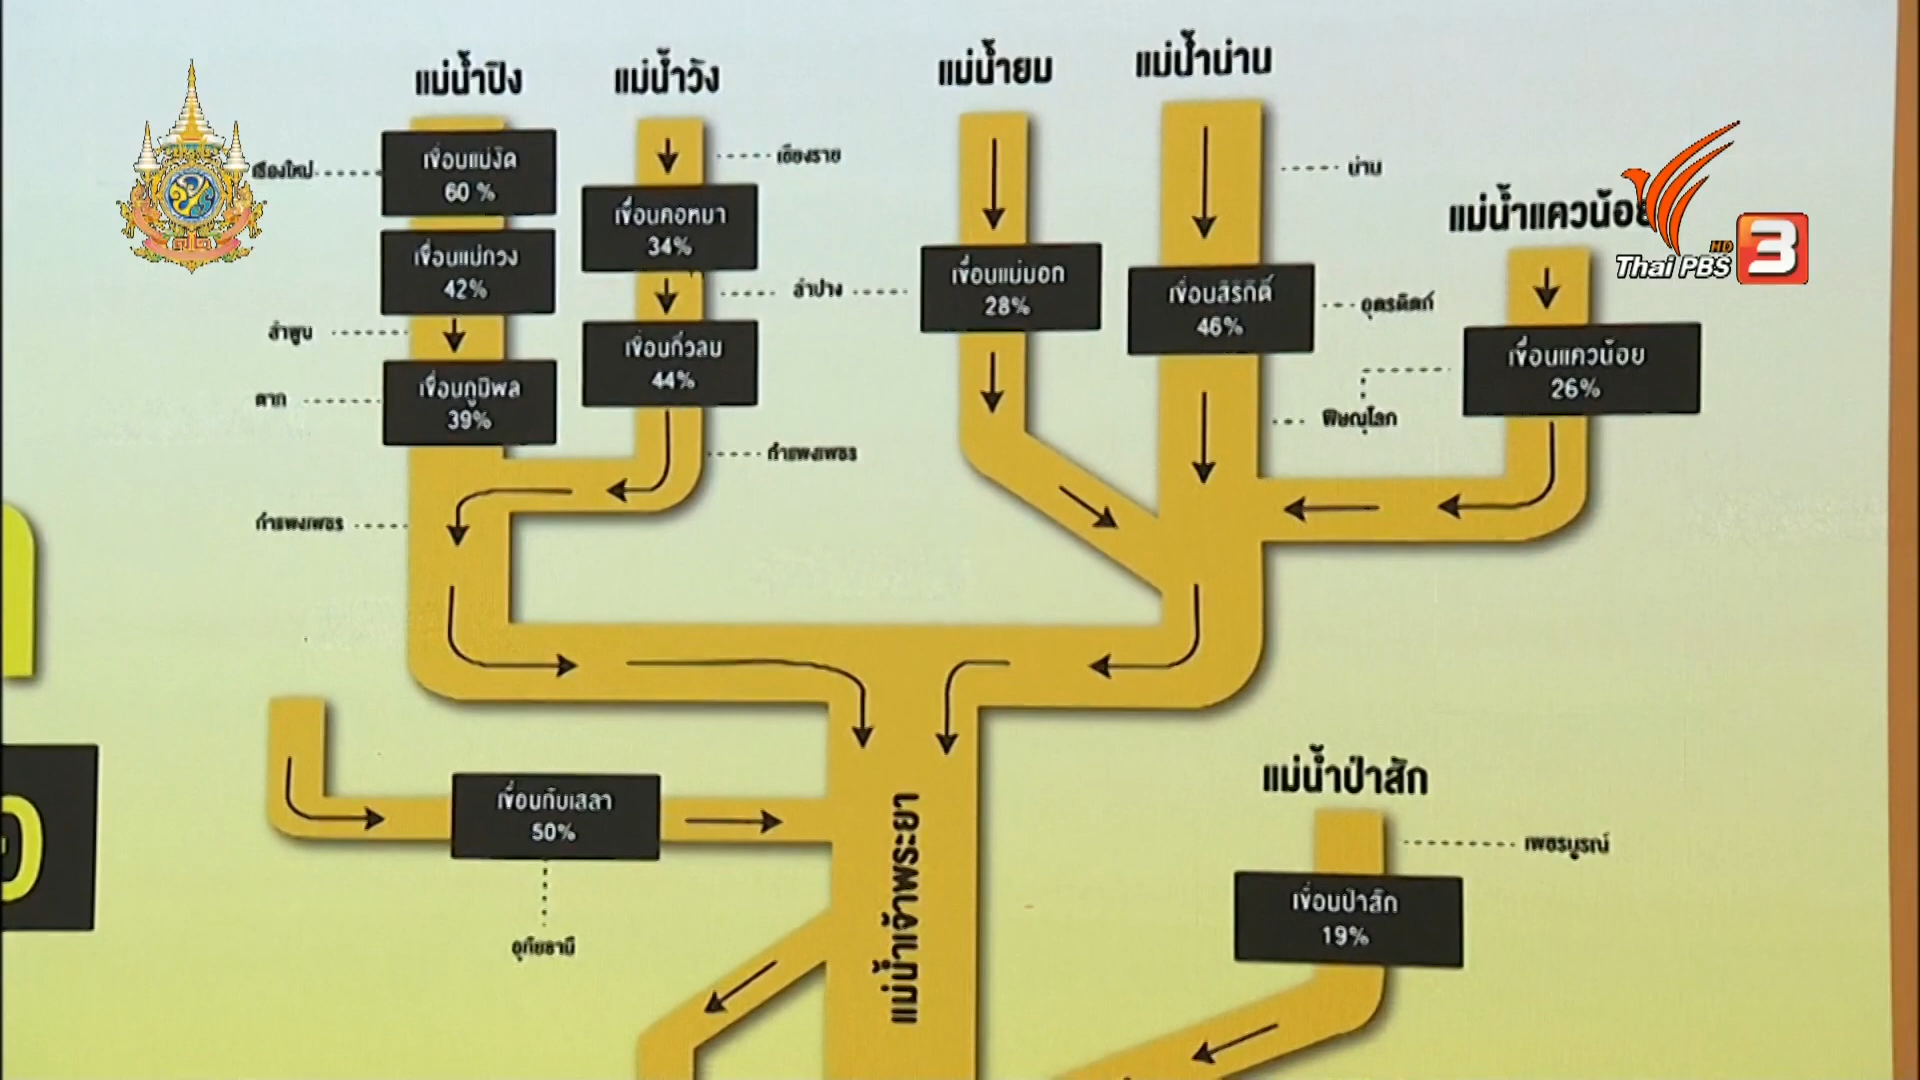 แม่น้ำปิง
แม่น้ำวัง
แม่น้ำยม
แม่น้ำน่าน
แม่น้ำแควน้อย
เชียงใหม่
เขื่อนแม่งัด
60 %
เชียงราย
น่าน
เขื่อนแม่กวง
42%
เขื่อนคอหมา
34%
ลำปาง
เขื่อนแม่มอก
28%
เขื่อนสิริกิติ์
46%
อุตรดิตถ์
ลำพูน
เขื่อนกิ่วลม
44%
เขื่อนแควน้อย
26%
ตาก
เขื่อนภูมิพล
39%
พิษณุโลก
กำแพงเพชร
กำแพงเพชร
แม่น้ำป่าสัก
เขื่อนทับเสลา
50%
อุทัยธานี
แม่น้ำเจ้าพระยา
เพชรบูรณ์
เขื่อนป่าสัก
19%
Thai PBS
HD
3